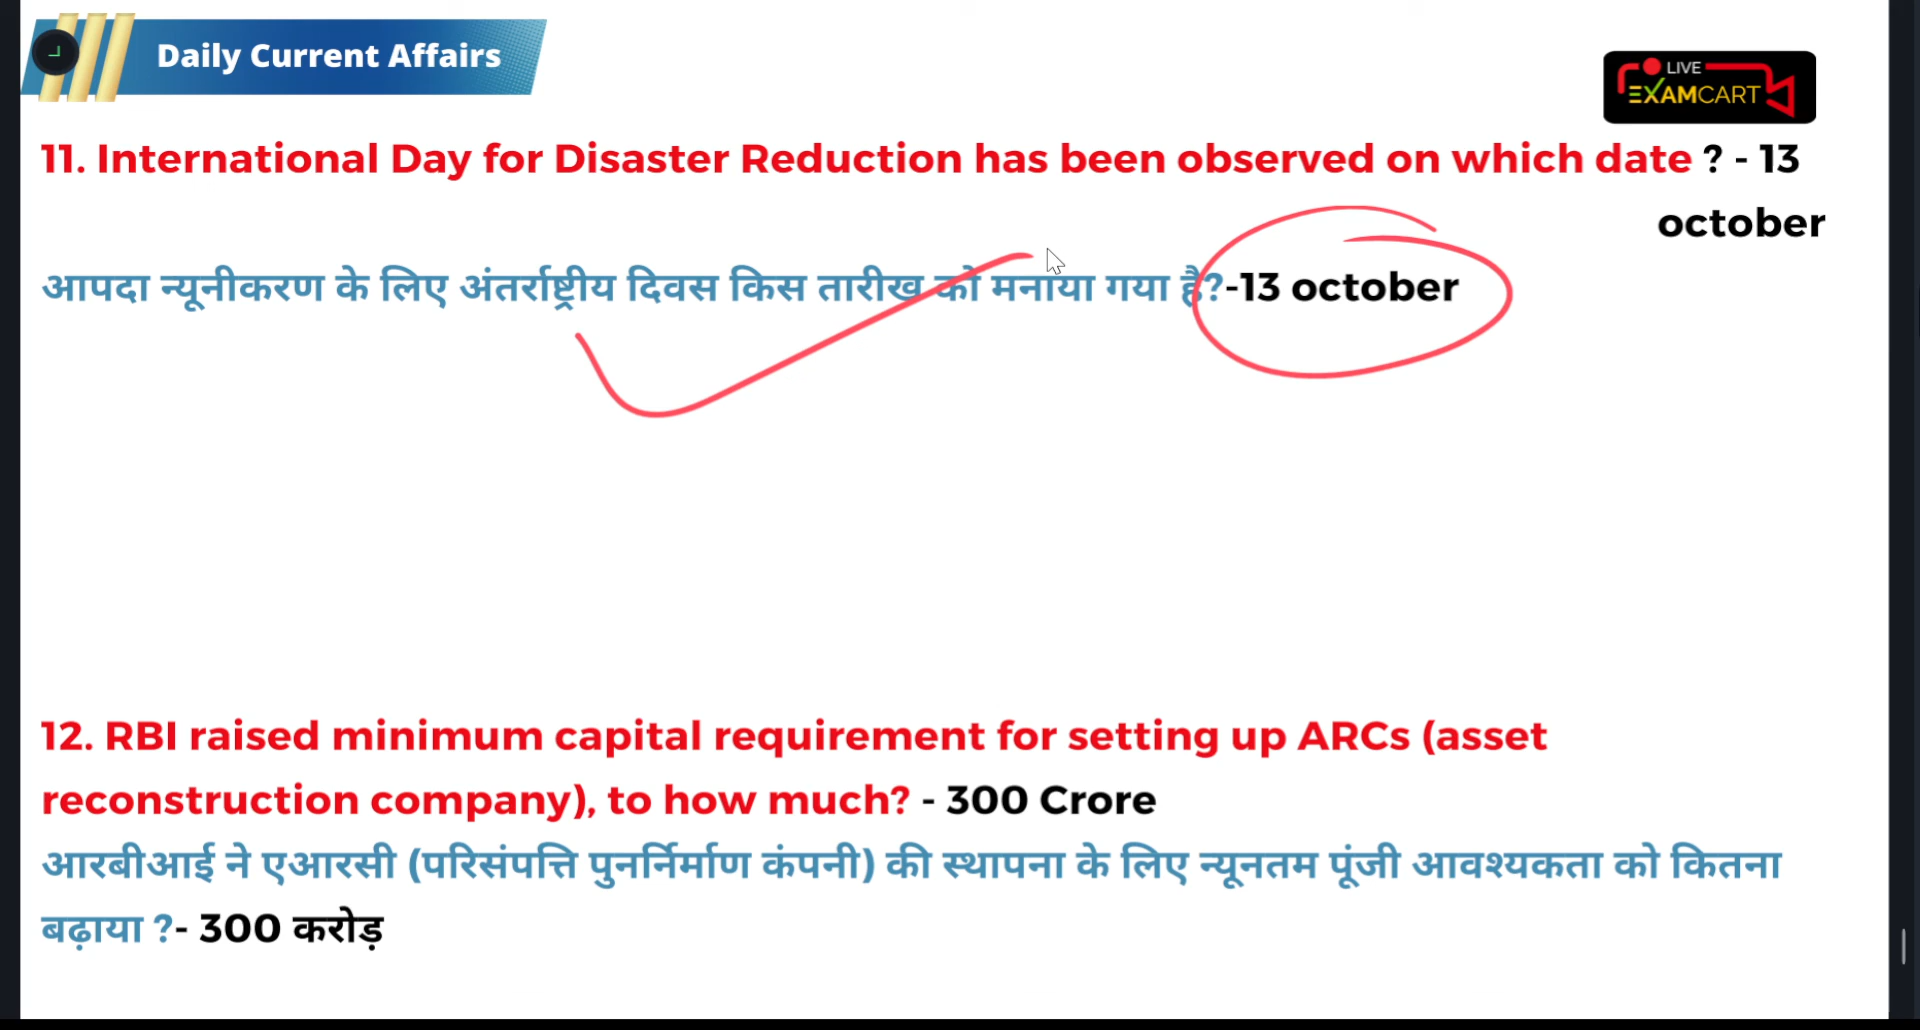 Daily Current Affairs
LIVE
EXAMCART
11. International Day for Disaster Reduction has been observed on which date ? - 13
october
आपदा न्यूनीकरण के लिए अंतर्राष्ट्रीय दिवस किस तारीख को मनाया गया है?-13 october
12. RBI raised minimum capital requirement for setting up ARCs (asset
reconstruction company), to how much? - 300 Crore
आरबीआई ने एआरसी (परिसंपत्ति पुनर्निर्माण कंपनी) की स्थापना के लिए न्यूनतम पूंजी आवश्यकता को कितना
बढ़ाया ?- 300 करोड़